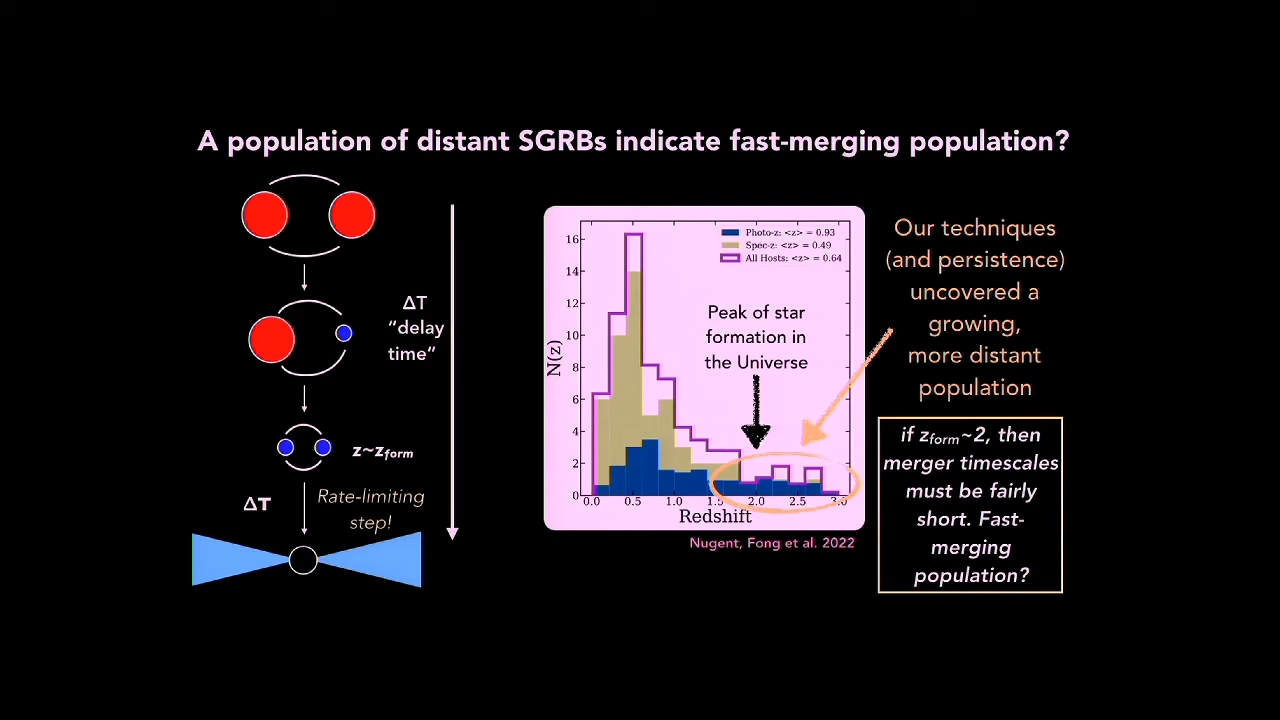 A population of distant SGRBs indicate fast-merging population?
ΔT
“delay
time”
z~zform
ΔT
Rate-limiting
step!
Photo-z: <z> = 0.93
Spec-z: <z> = 0.49
All Hosts: <z> = 0.64
Peak of star
formation in
the Universe
N(z)
16
14
12
10
8
6
4
2
0
0.0 0.5 1.0 1.5 2.0 2.5 3.0
Redshift
Nugent, Fong et al. 2022
Our techniques
(and persistence)
uncovered a
growing,
more distant
population
if zform~2, then
merger timescales
must be fairly
short. Fast-
merging
population?